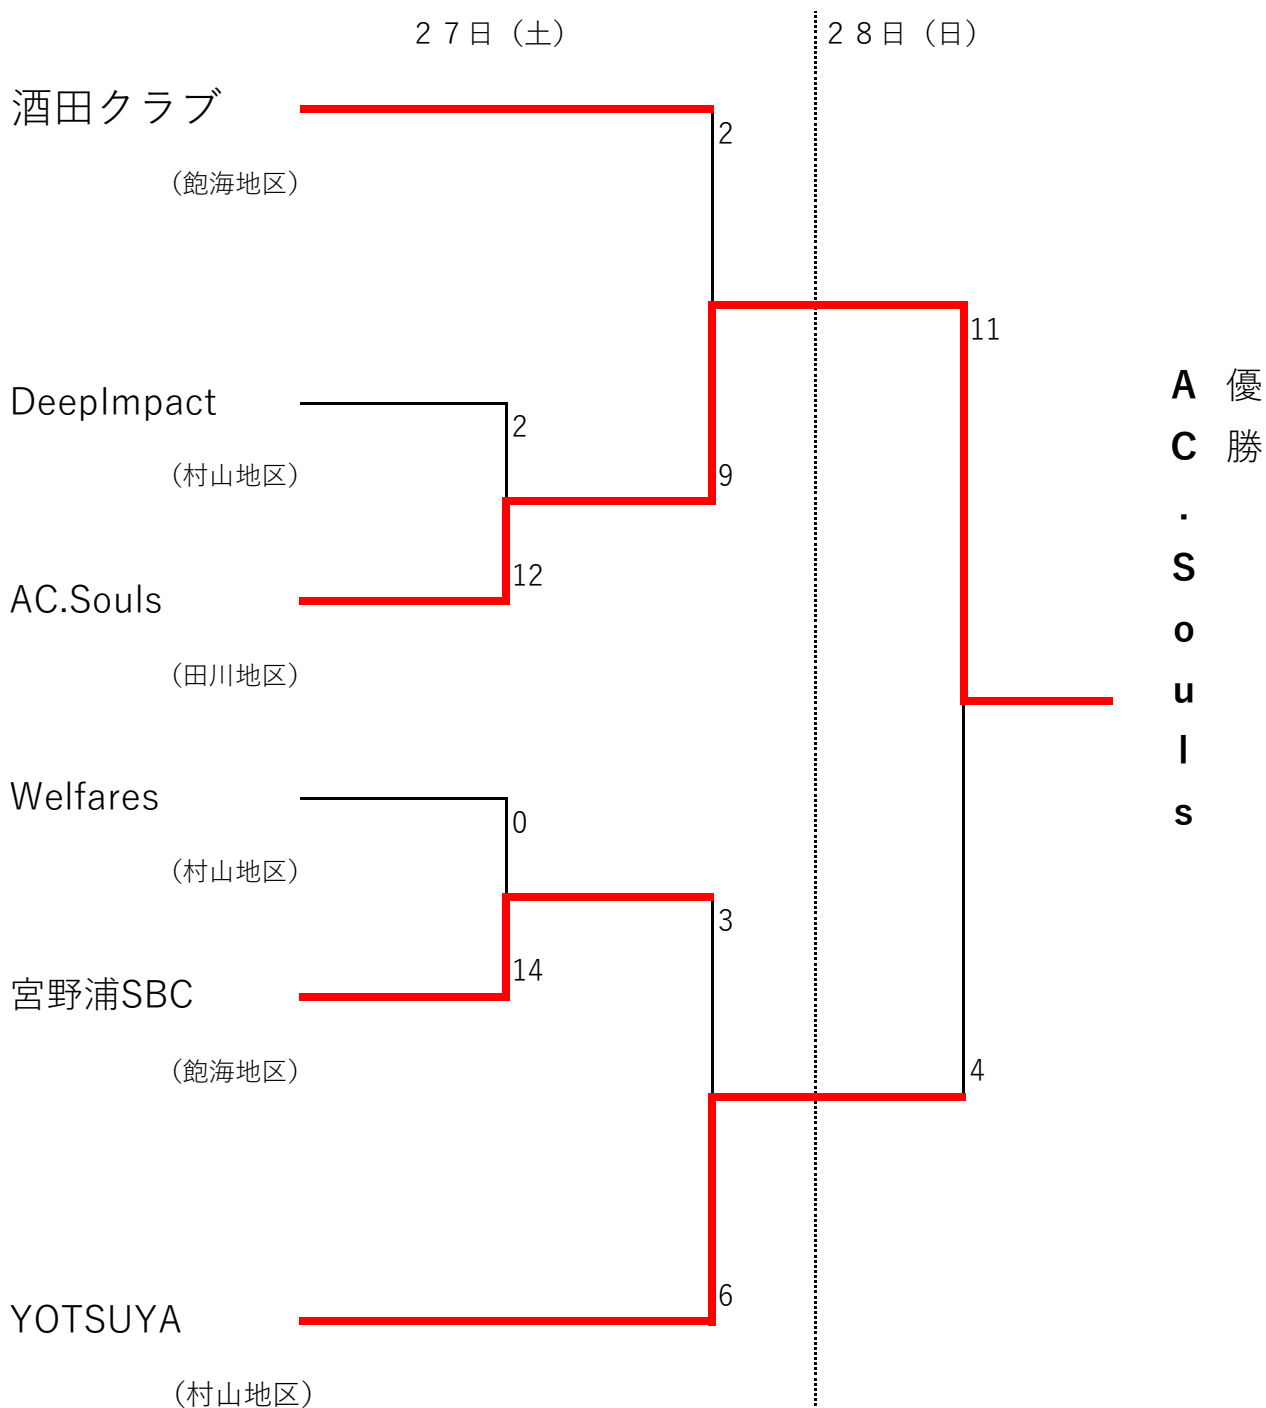 ２７日（土）
２８日（日）
酒田クラブ
2
（飽海地区）
11
DeepImpact
2
（村山地区）
9
12
AC.Souls
（田川地区）
優勝
AC.Souls
Welfares
0
（村山地区）
3
14
宮野浦SBC
（飽海地区）
4
6
YOTSUYA
（村山地区）